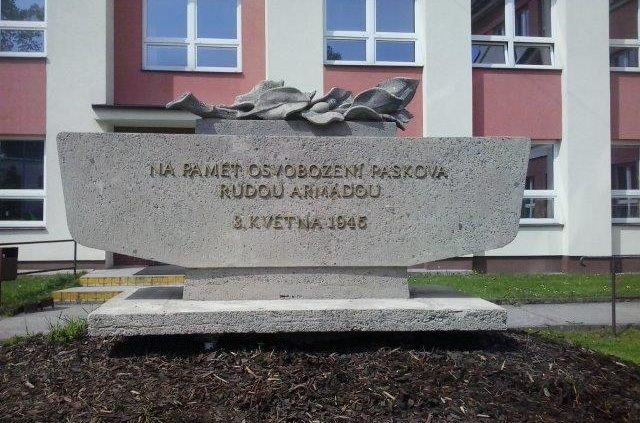 NA PAMĚŤ OSVOBOZENÍ PASKOVA
RUDOU ARMÁDOU
3. KVĚTNA 1945